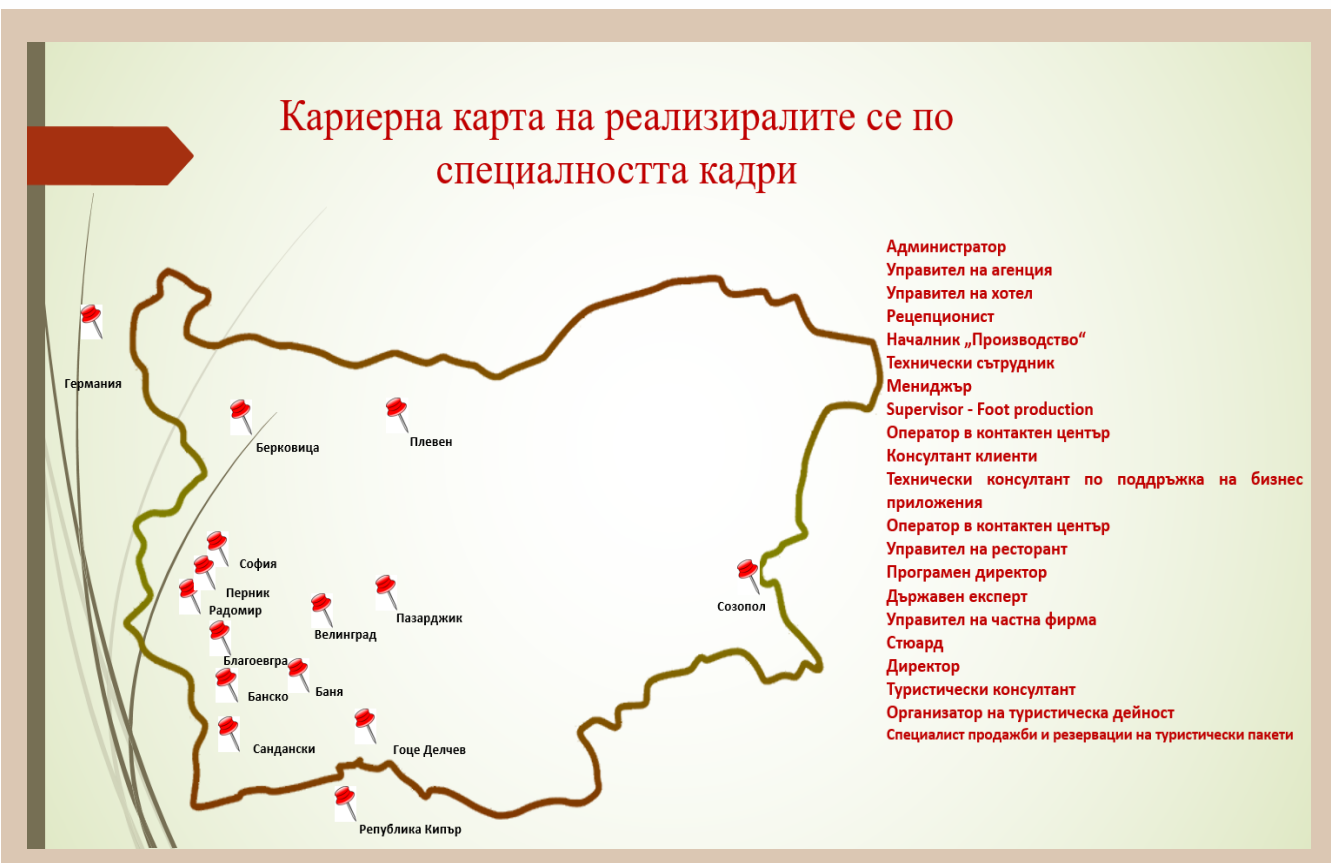 Кариерна карта на реализиралите се по
специалността кадри
Администратор
Управител на агенция
Управител на хотел
Рецепционист
Началник „Производство“
Технически сътрудник
Мениджър
Supervisor - Foot production
Оператор в контактен център
Консултант клиенти
Технически консултант по поддръжка на бизнес
приложения
Оператор в контактен център
Управител на ресторант
Програмен директор
Държавен експерт
Управител на частна фирма
Стюард
Директор
Туристически консултант
Организатор на туристическа дейност
Специалист продажби и резервации на туристически пакети
Германия
Берковица
Плевен
София
Перник
Радомир
Велинград
Пазарджик
Созопол
Благоевгра
Банско
Баня
Сандански
Гоце Делчев
Република Кипър